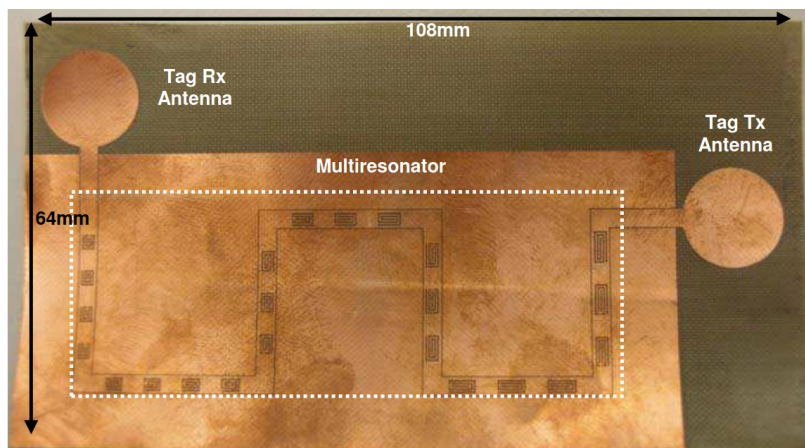 108mm
Tag Rx
Antenna
Tag Tx
Antenna
Multiresonator
64mm